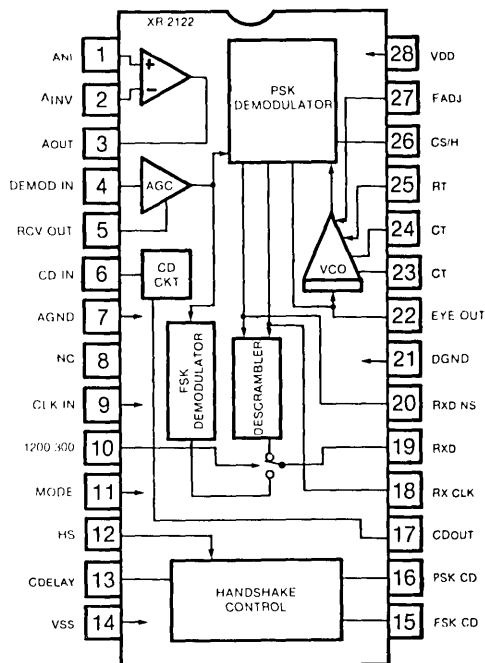 XR 2122
ANI 1
AINV 2
AOUT 3
DEMOD IN 4
RCV OUT 5
CD IN 6
AGND 7
NC 8
CLK IN 9
1200 300 10
MODE 11
HS 12
CDELAY 13
VSS 14
+
−
AGC
CD
CKT
FSK
DEMODULATOR
PSK
DEMODULATOR
DESCRAMBLER
VCO
HANDSHAKE
CONTROL
28 VDD
27 FADJ
26 CS/H
25 RT
24 CT
23 CT
22 EYE OUT
21 DGND
20 RXD NS
19 RXD
18 RX CLK
17 CDOUT
16 PSK CD
15 FSK CD